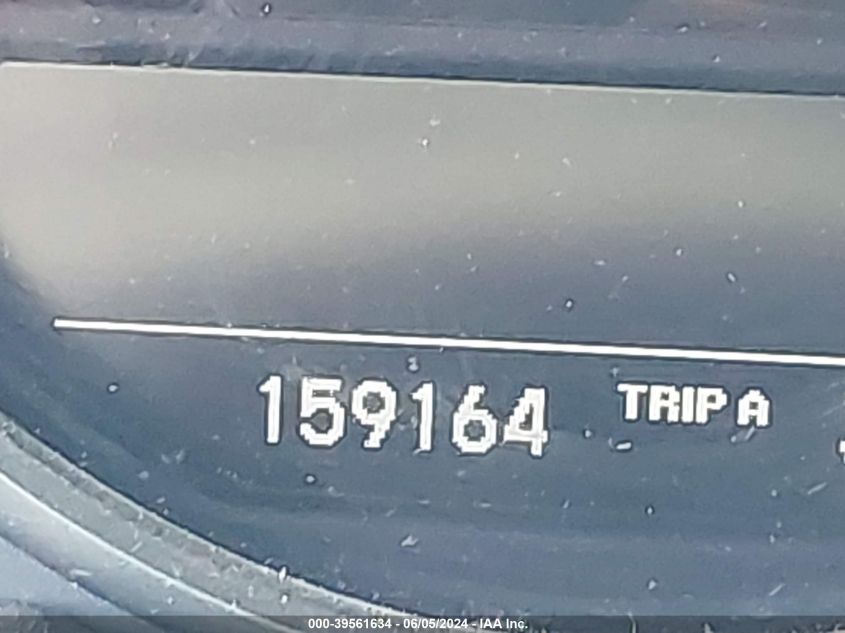 159164 TRIP A
000-39561634 - 06/05/2024 - IAA Inc.